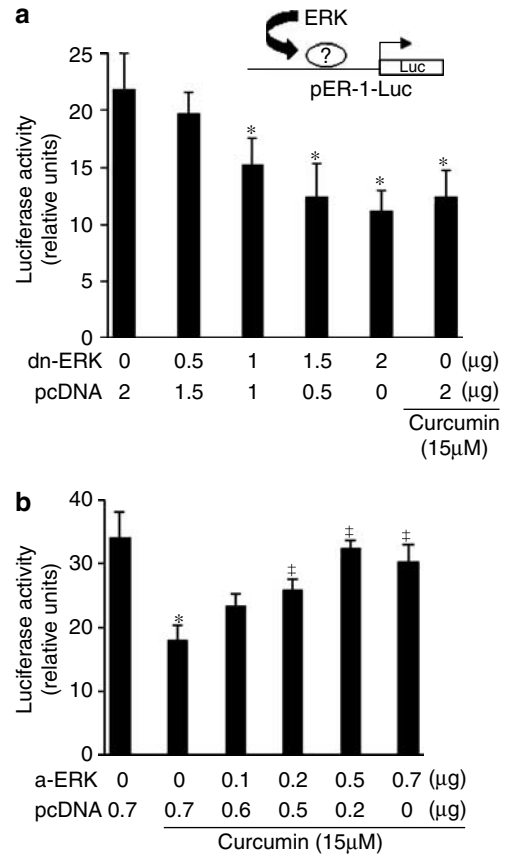 a
ERK
?
Luc
pER-1-Luc
Luciferase activity
(relative units)
25
20
15
10
5
0
* * * *
dn-ERK 0 0.5 1 1.5 2 0 (μg)
pcDNA 2 1.5 1 0.5 0 2 (μg)
Curcumin
(15μM)
b
Luciferase activity
(relative units)
40
30
20
10
0
* ‡ ‡ ‡
a-ERK 0 0 0.1 0.2 0.5 0.7 (μg)
pcDNA 0.7 0.7 0.6 0.5 0.2 0 (μg)
Curcumin (15μM)